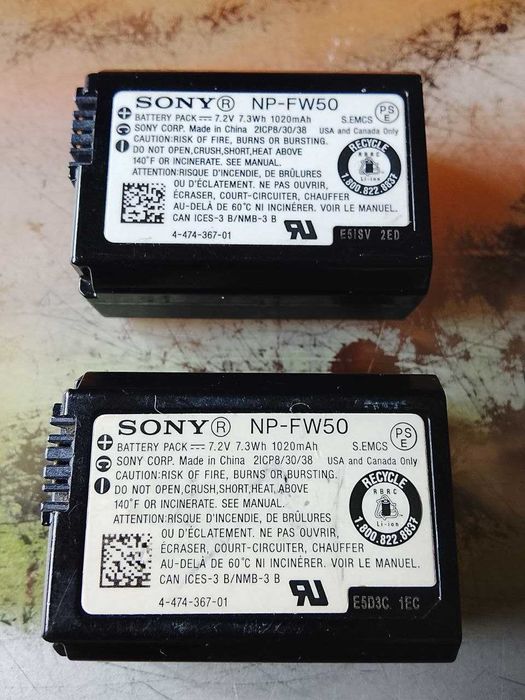 SONY® NP-FW50
BATTERY PACK 7.2V 7.3Wh 1020mAh S.EMCS
PS
E
SONY CORP. Made in China 2ICP8/30/38 USA and Canada Only
CAUTION:RISK OF FIRE, BURNS OR BURSTING.
DO NOT OPEN,CRUSH,SHORT,HEAT ABOVE
140°F OR INCINERATE. SEE MANUAL.
ATTENTION:RISQUE D'INCENDIE, DE BRÛLURES
OU D'ÉCLATEMENT. NE PAS OUVRIR,
ÉCRASER, COURT-CIRCUITER, CHAUFFER
AU-DELÀ DE 60°C NI INCINÉRER. VOIR LE MANUEL.
CAN ICES-3 B/NMB-3 B
4-474-367-01
RECYCLE
RBRC
Li-ion
1.800.822.8837
E5ISV 2ED
SONY® NP-FW50
BATTERY PACK 7.2V 7.3Wh 1020mAh S.EMCS
PS
E
SONY CORP. Made in China 2ICP8/30/38 USA and Canada Only
CAUTION:RISK OF FIRE, BURNS OR BURSTING.
DO NOT OPEN,CRUSH,SHORT,HEAT ABOVE
140°F OR INCINERATE. SEE MANUAL.
ATTENTION:RISQUE D'INCENDIE, DE BRÛLURES
OU D'ÉCLATEMENT. NE PAS OUVRIR,
ÉCRASER, COURT-CIRCUITER, CHAUFFER
AU-DELÀ DE 60°C NI INCINÉRER. VOIR LE MANUEL.
CAN ICES-3 B/NMB-3 B
4-474-367-01
RECYCLE
RBRC
Li-ion
1.800.822.8837
E5D3C 1EC